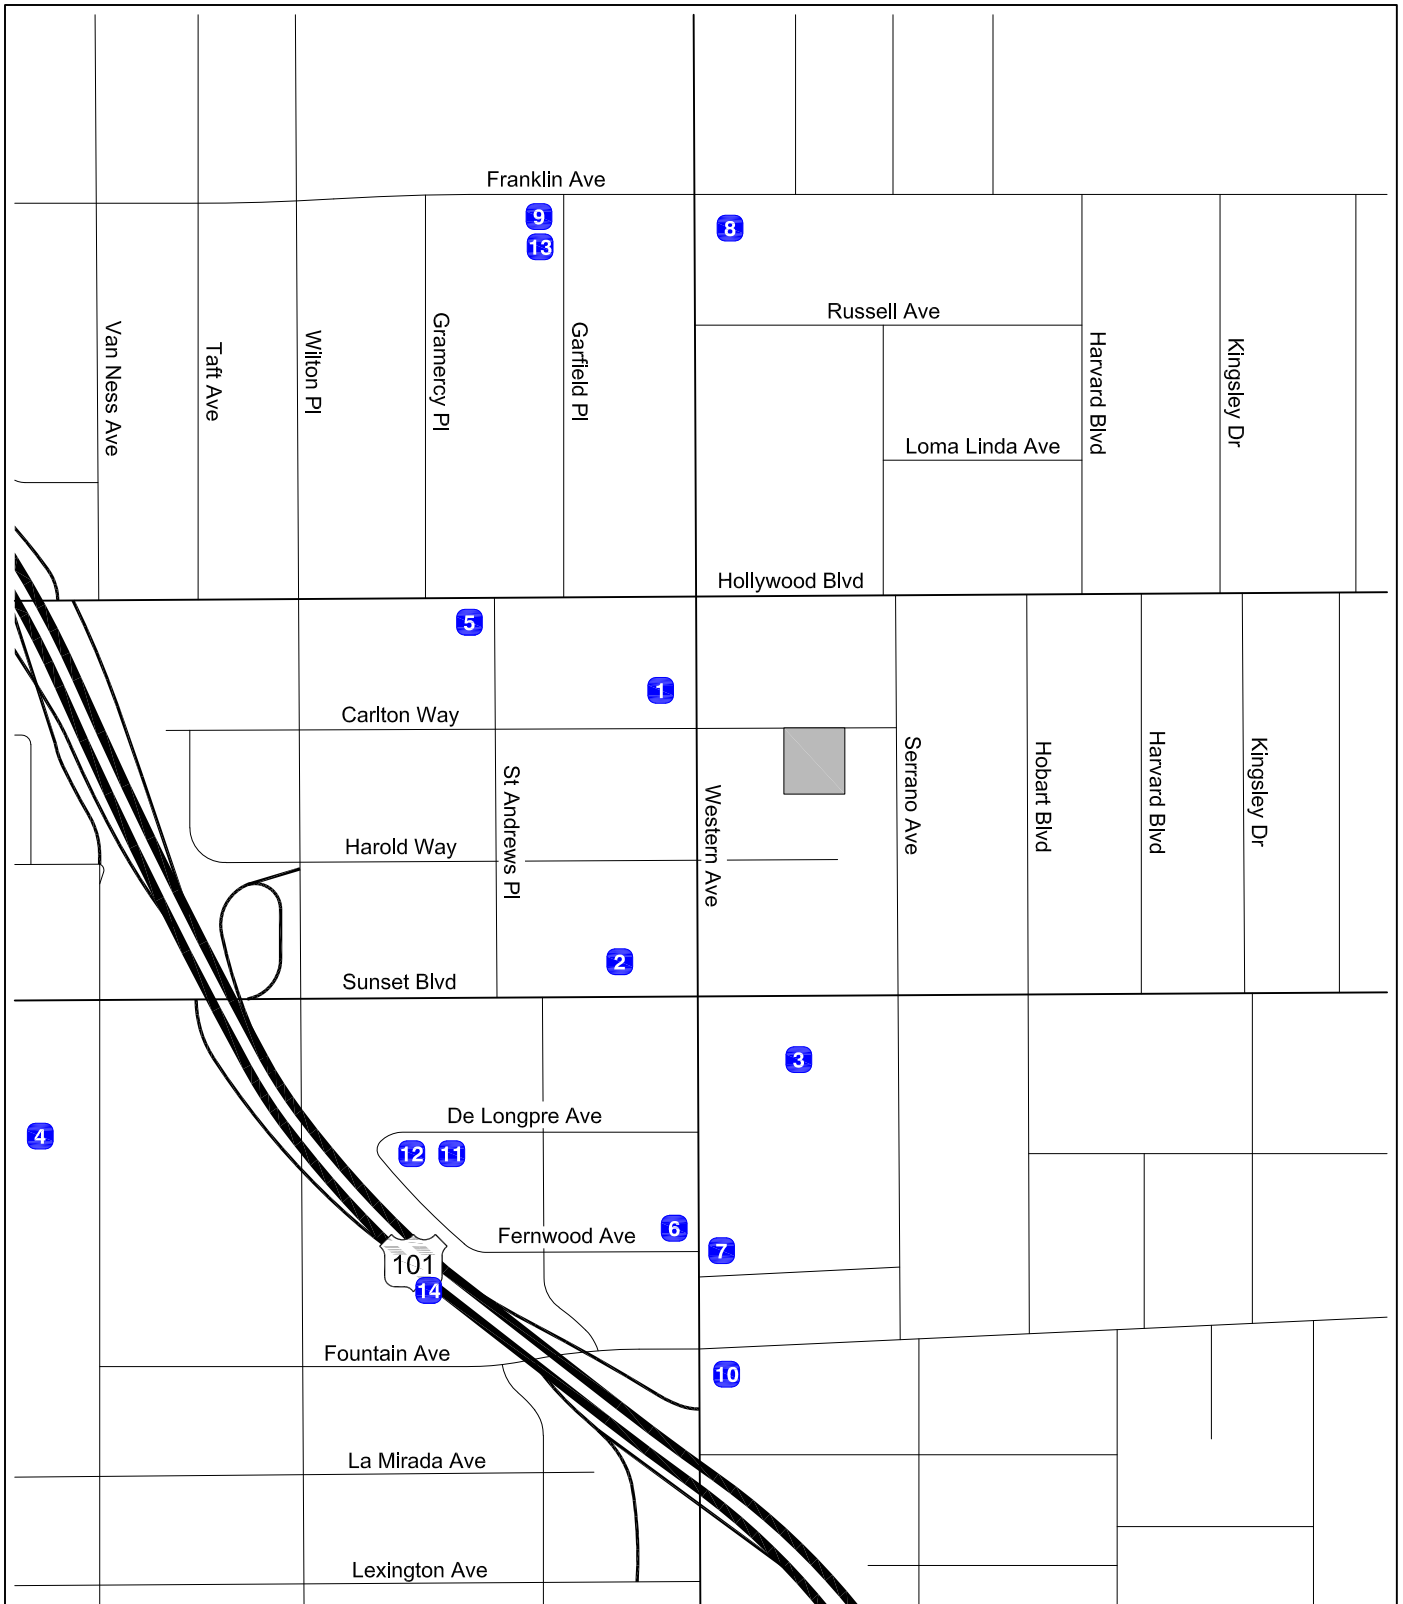 Franklin Ave
9
8
13
Russell Ave
Van Ness Ave
Taft Ave
Wilton Pl
Gramercy Pl
Garfield Pl
Harvard Blvd
Kingsley Dr
Loma Linda Ave
Hollywood Blvd
5
1
Carlton Way
St Andrews Pl
Western Ave
Serrano Ave
Hobart Blvd
Harvard Blvd
Kingsley Dr
Harold Way
2
Sunset Blvd
3
De Longpre Ave
4
12
11
6
Fernwood Ave
7
101
14
Fountain Ave
10
La Mirada Ave
Lexington Ave